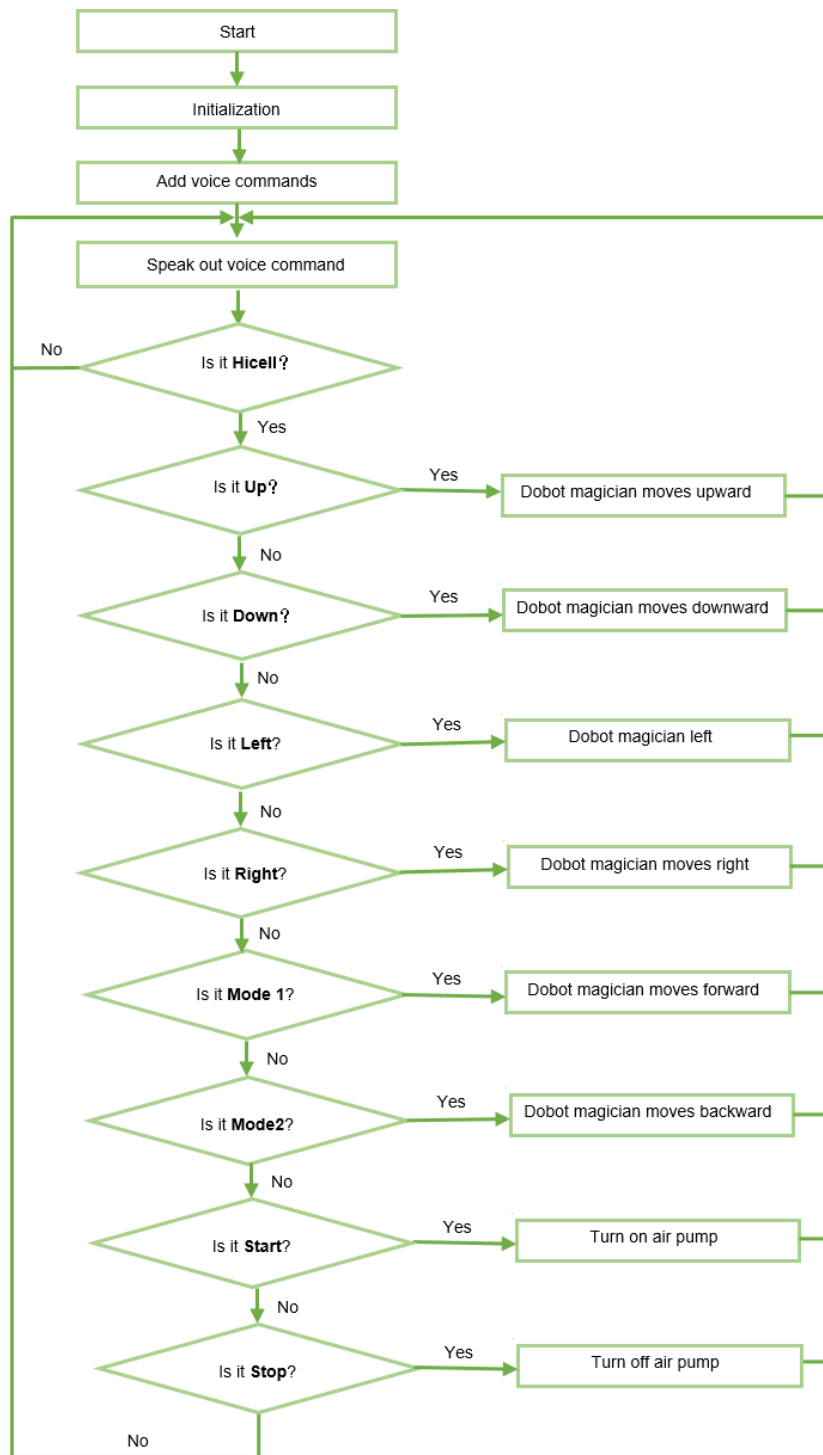 Start
Initialization
Add voice commands
Speak out voice command
No
Is it Hicell?
Yes
Is it Up?
Yes
Dobot magician moves upward
No
Is it Down?
Yes
Dobot magician moves downward
No
Is it Left?
Yes
Dobot magician left
No
Is it Right?
Yes
Dobot magician moves right
No
Is it Mode 1?
Yes
Dobot magician moves forward
No
Is it Mode2?
Yes
Dobot magician moves backward
No
Is it Start?
Yes
Turn on air pump
No
Is it Stop?
Yes
Turn off air pump
No